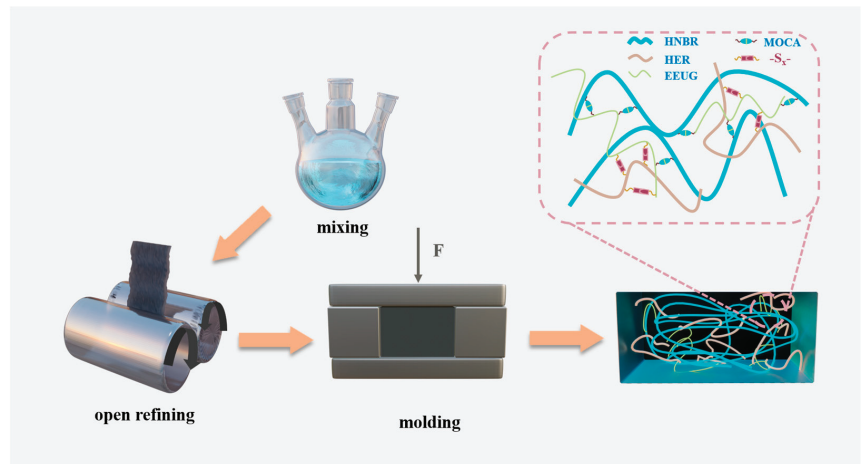 HNBR
MOCA
HER
-Sₓ-
EEUG
mixing
F
open refining
molding